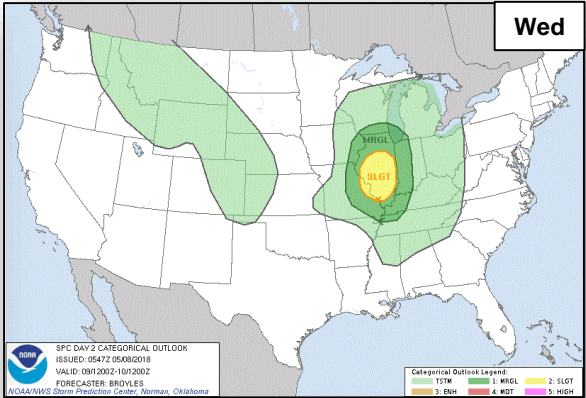 Wed
MRGL
SLGT
NOAA
SPC DAY 2 CATEGORICAL OUTLOOK
ISSUED: 0547Z 05/08/2018
VALID: 09/1200Z-10/1200Z
FORECASTER: BROYLES
NOAA/NWS Storm Prediction Center, Norman, Oklahoma
Categorical Outlook Legend:
TSTM 1: MRGL 2: SLGT
3: ENH 4: MDT 5: HIGH